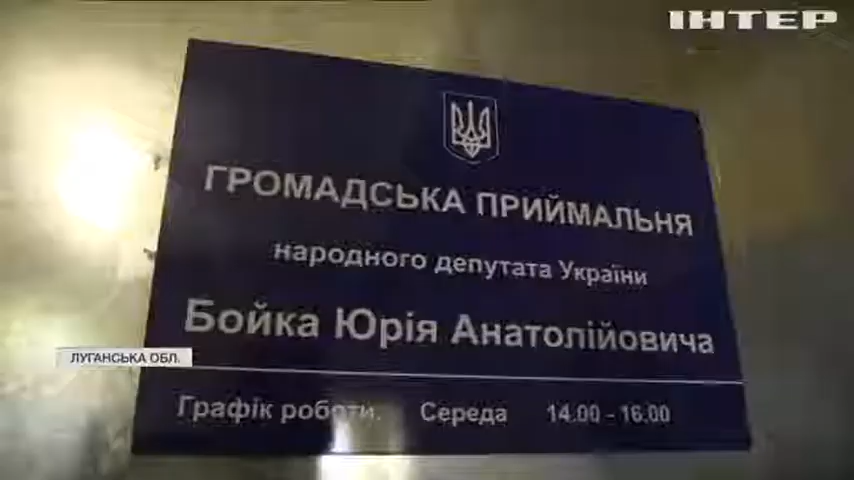 ІНТЕР
ГРОМАДСЬКА ПРИЙМАЛЬНЯ
народного депутата України
Бойка Юрія Анатолійовича
ЛУГАНСЬКА ОБЛ.
Графік роботи. Середа 14.00 - 16.00